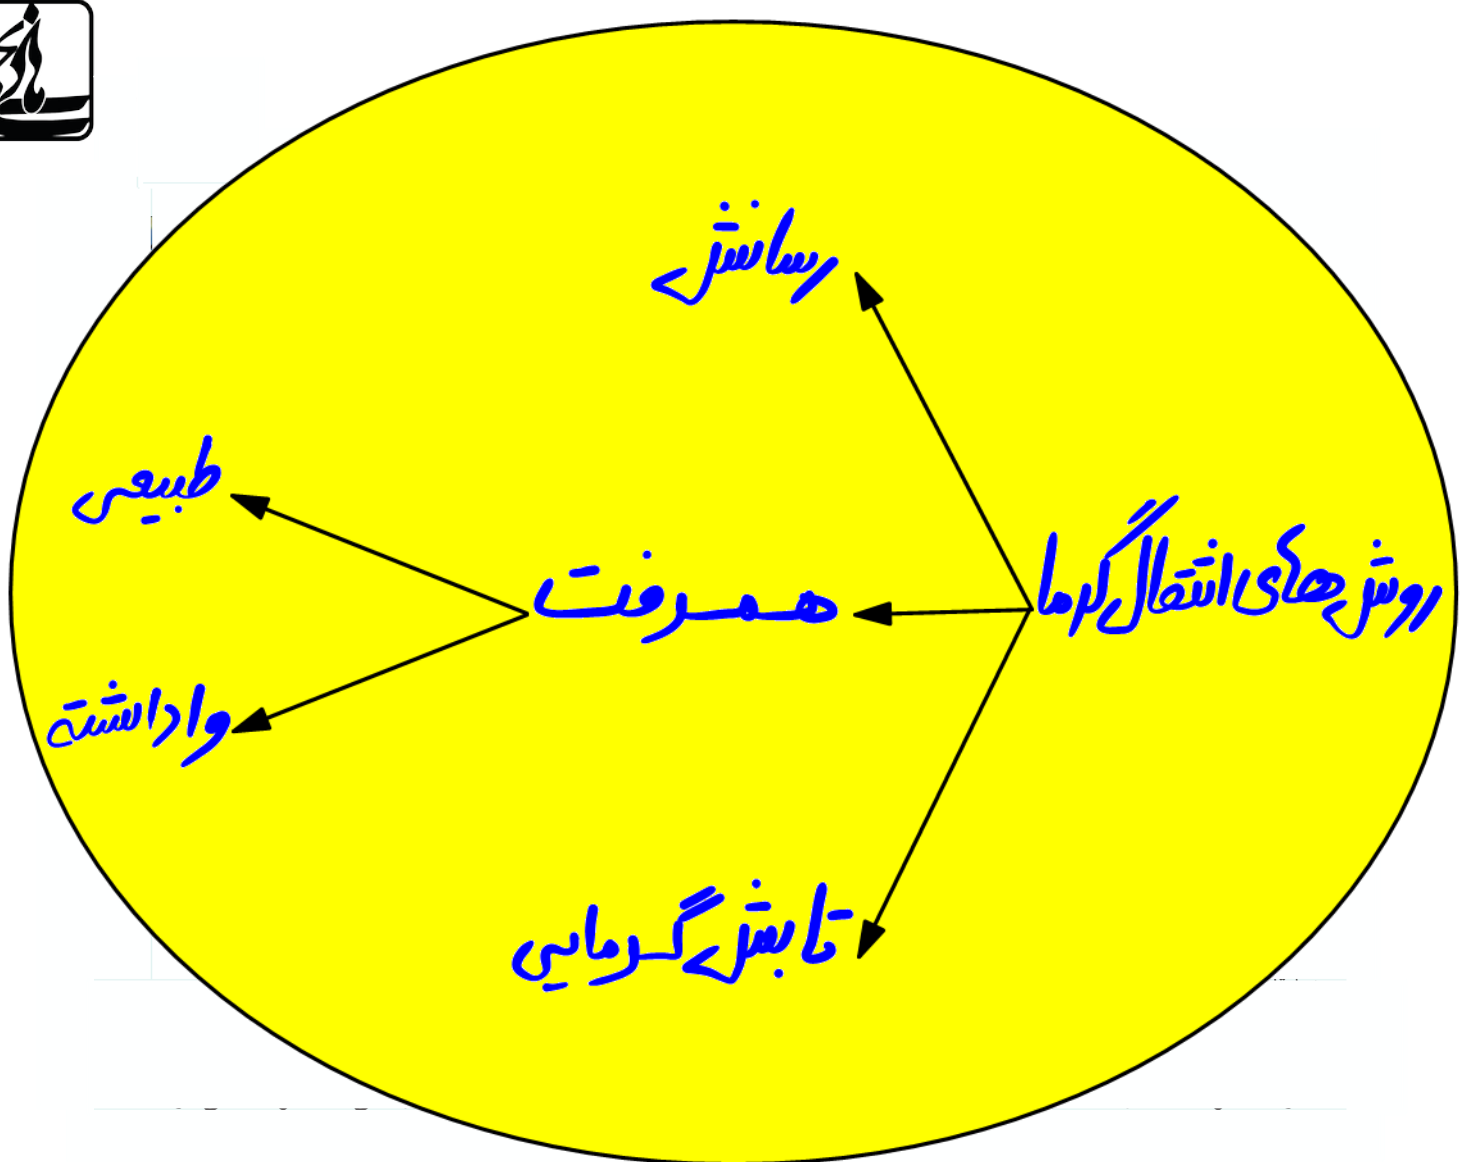 روش‌های انتقال گرما
رسانش
همرفت
طبیعی
واداشته
تابش گرمایی